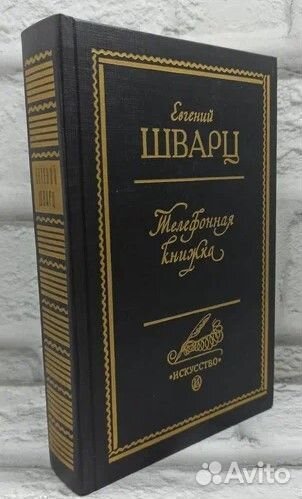 Евгений
ШВАРЦ
Телефонная
книжка
«ИСКУССТВО»
ЕВГЕНИЙ
ШВАРЦ
Avito